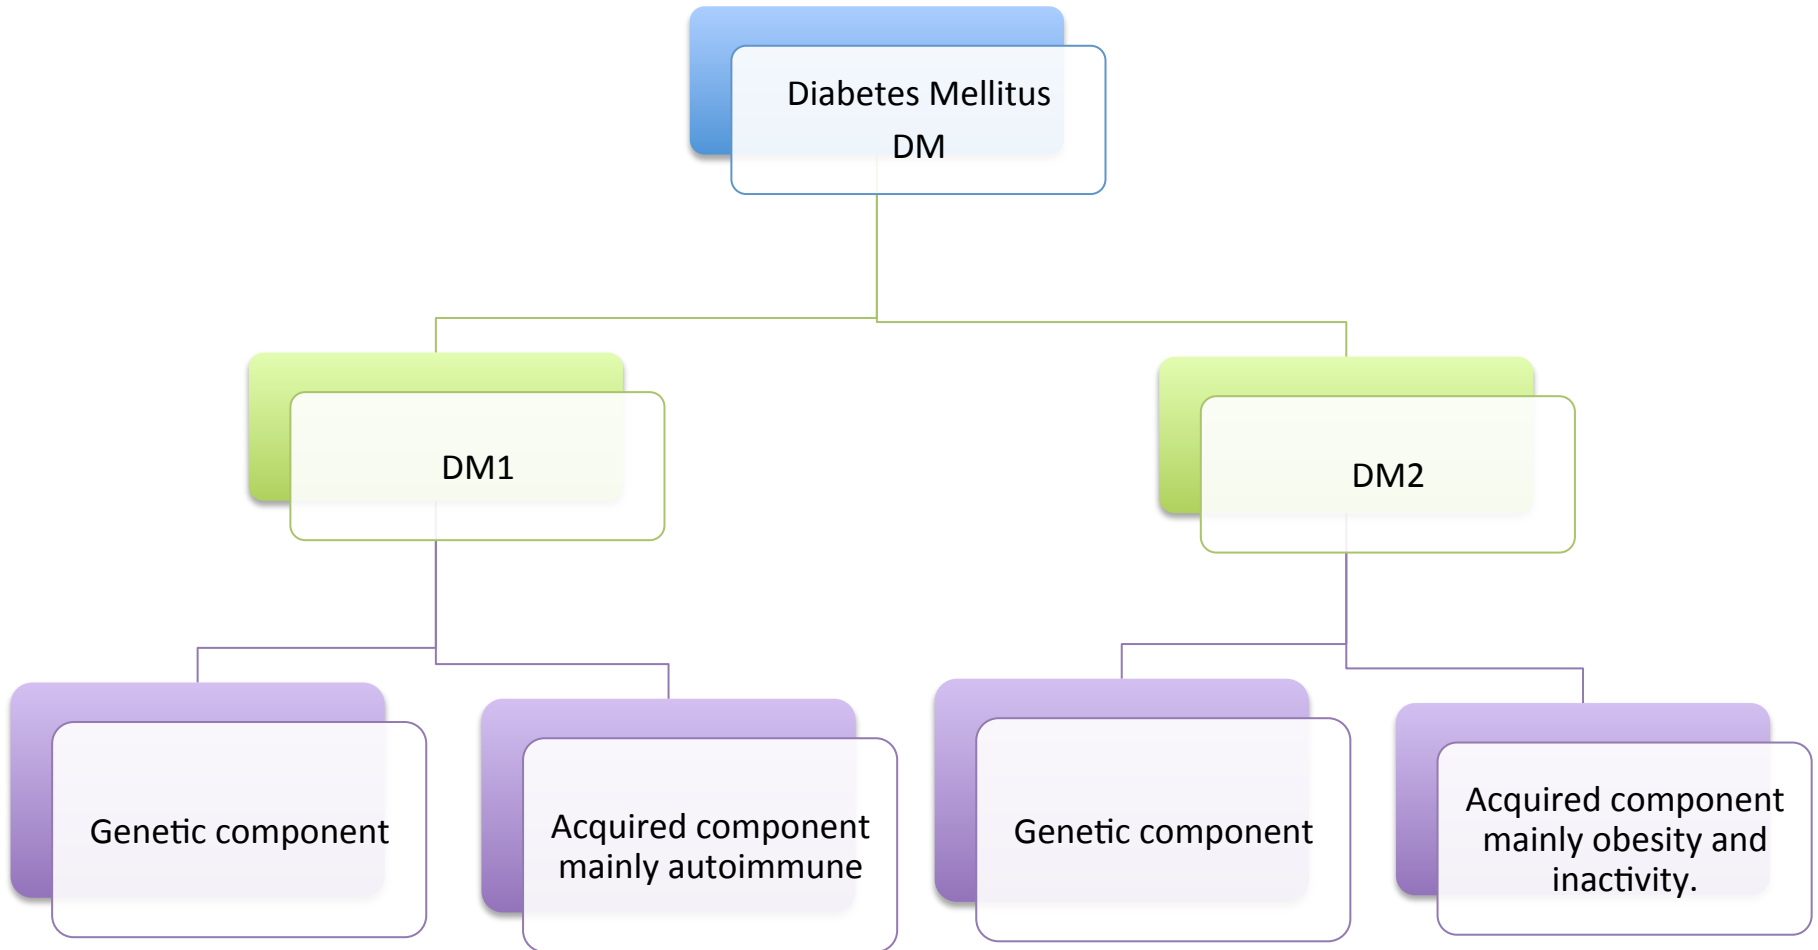 Diabetes Mellitus
DM
DM1
DM2
Genetic component
Acquired component
mainly autoimmune
Genetic component
Acquired component
mainly obesity and
inactivity.